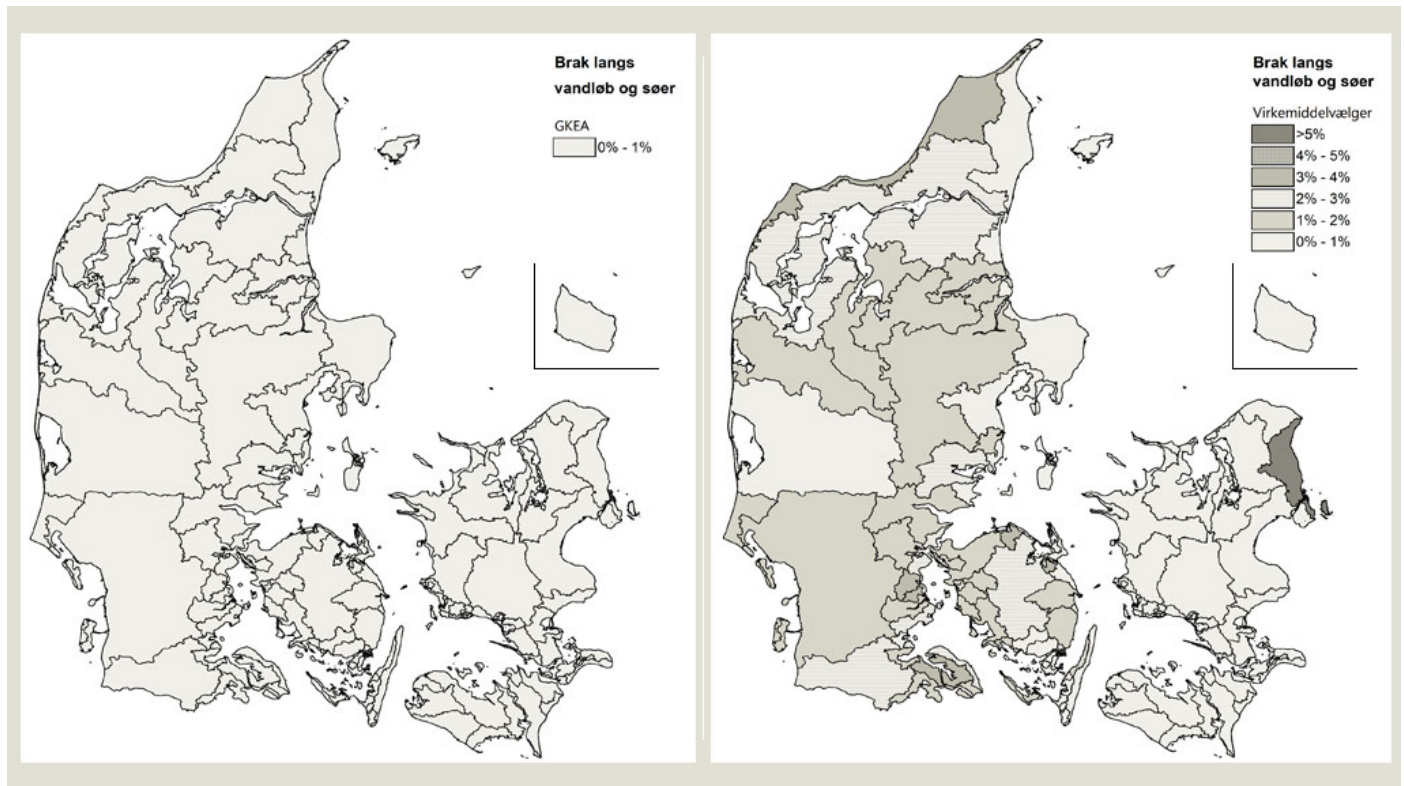 Brak langs
vandløb og søer
GKEA
0% - 1%
Brak langs
vandløb og søer
Virkemiddelvælger
>5%
4% - 5%
3% - 4%
2% - 3%
1% - 2%
0% - 1%